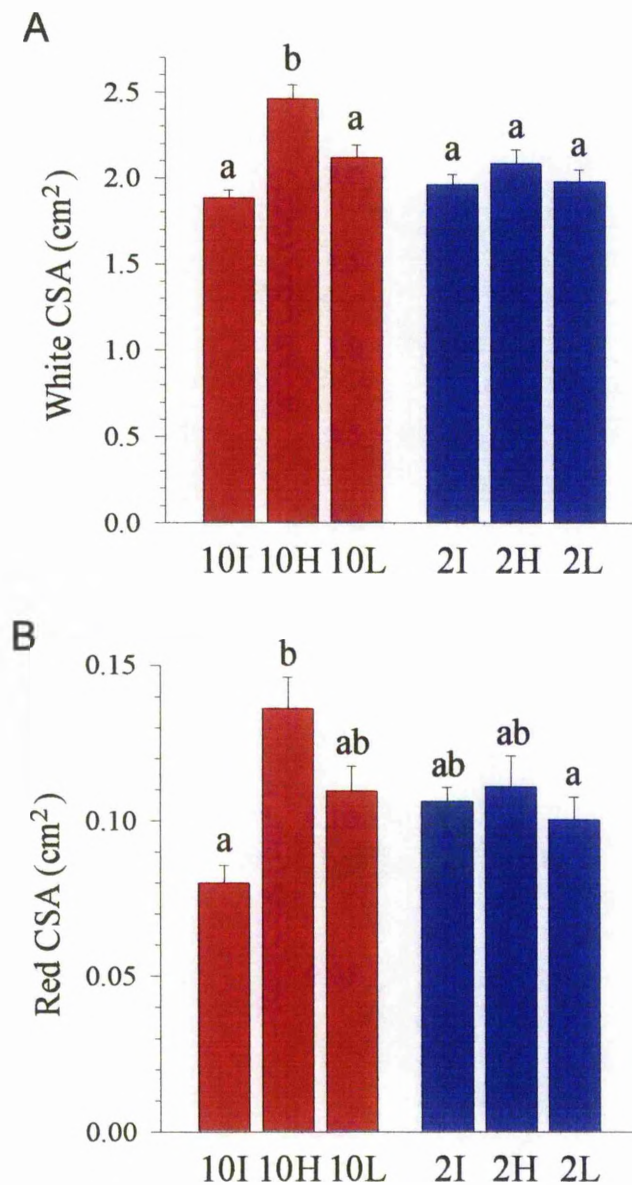 A
White CSA (cm²)
2.5
2.0
1.5
1.0
0.5
0.0
a
b
a
a
a
a
10I 10H 10L 2I 2H 2L
B
Red CSA (cm²)
0.15
0.10
0.05
0.00
a
b
ab
ab
ab
a
10I 10H 10L 2I 2H 2L